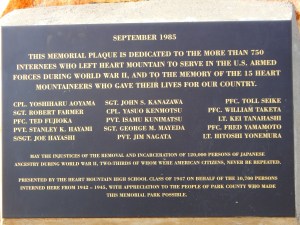 SEPTEMBER 1985
THIS MEMORIAL PLAQUE IS DEDICATED TO THE MORE THAN 750
INTERNEES WHO LEFT HEART MOUNTAIN TO SERVE IN THE U.S. ARMED
FORCES DURING WORLD WAR II, AND TO THE MEMORY OF THE 15 HEART
MOUNTAINEERS WHO GAVE THEIR LIVES FOR OUR COUNTRY.
CPL. YOSHIHARU AOYAMA
SGT. ROBERT FARMER
PFC. TED FUJIOKA
PVT. STANLEY K. HAYAMI
S/SGT. JOE HAYASHI
SGT. JOHN S. KANAZAWA
CPL. YASUO KENMOTSU
PVT. ISAMU KUNIMATSU
SGT. GEORGE M. MAYEDA
PVT. JIM NAGATA
PFC. TOLL SEIKE
PFC. WILLIAM TAKETA
LT. KEI TANAHASHI
PFC. FRED YAMAMOTO
LT. HITOSHI YONEMURA
MAY THE INJUSTICES OF THE REMOVAL AND INCARCERATION OF 120,000 PERSONS OF JAPANESE
ANCESTRY DURING WORLD WAR II, TWO-THIRDS OF WHOM WERE AMERICAN CITIZENS, NEVER BE REPEATED.
PRESENTED BY THE HEART MOUNTAIN HIGH SCHOOL CLASS OF 1947 ON BEHALF OF THE 10,700 PERSONS
INTERNED HERE FROM 1942 - 1945, WITH APPRECIATION TO THE PEOPLE OF PARK COUNTY WHO MADE
THIS MEMORIAL PARK POSSIBLE.